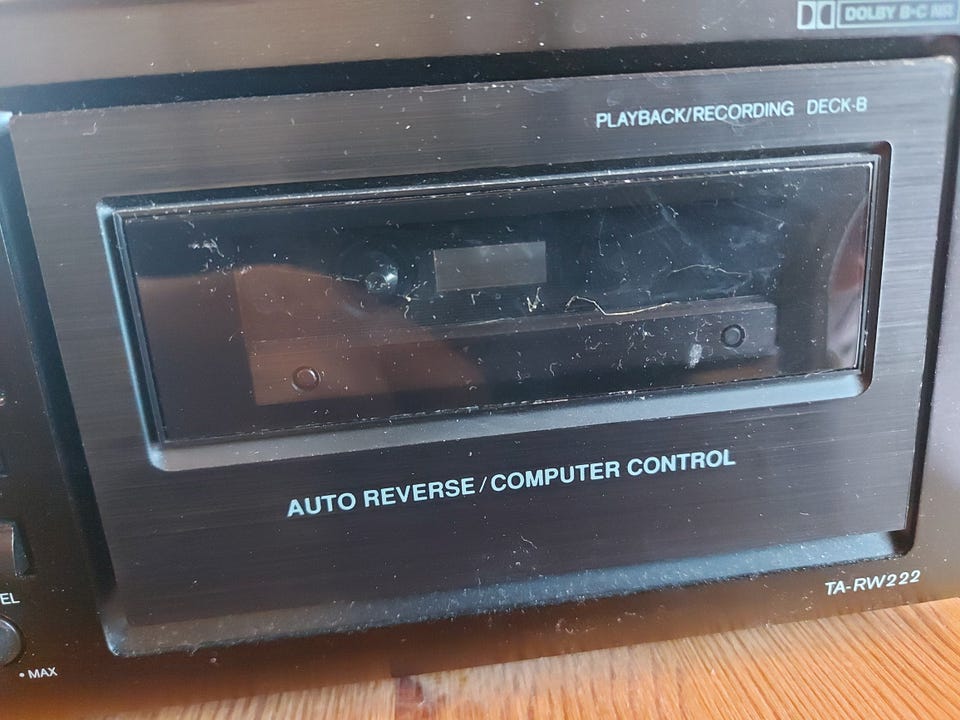 DOLBY B·C NR
PLAYBACK/RECORDING DECK-B
AUTO REVERSE/COMPUTER CONTROL
TA-RW222
EL
• MAX